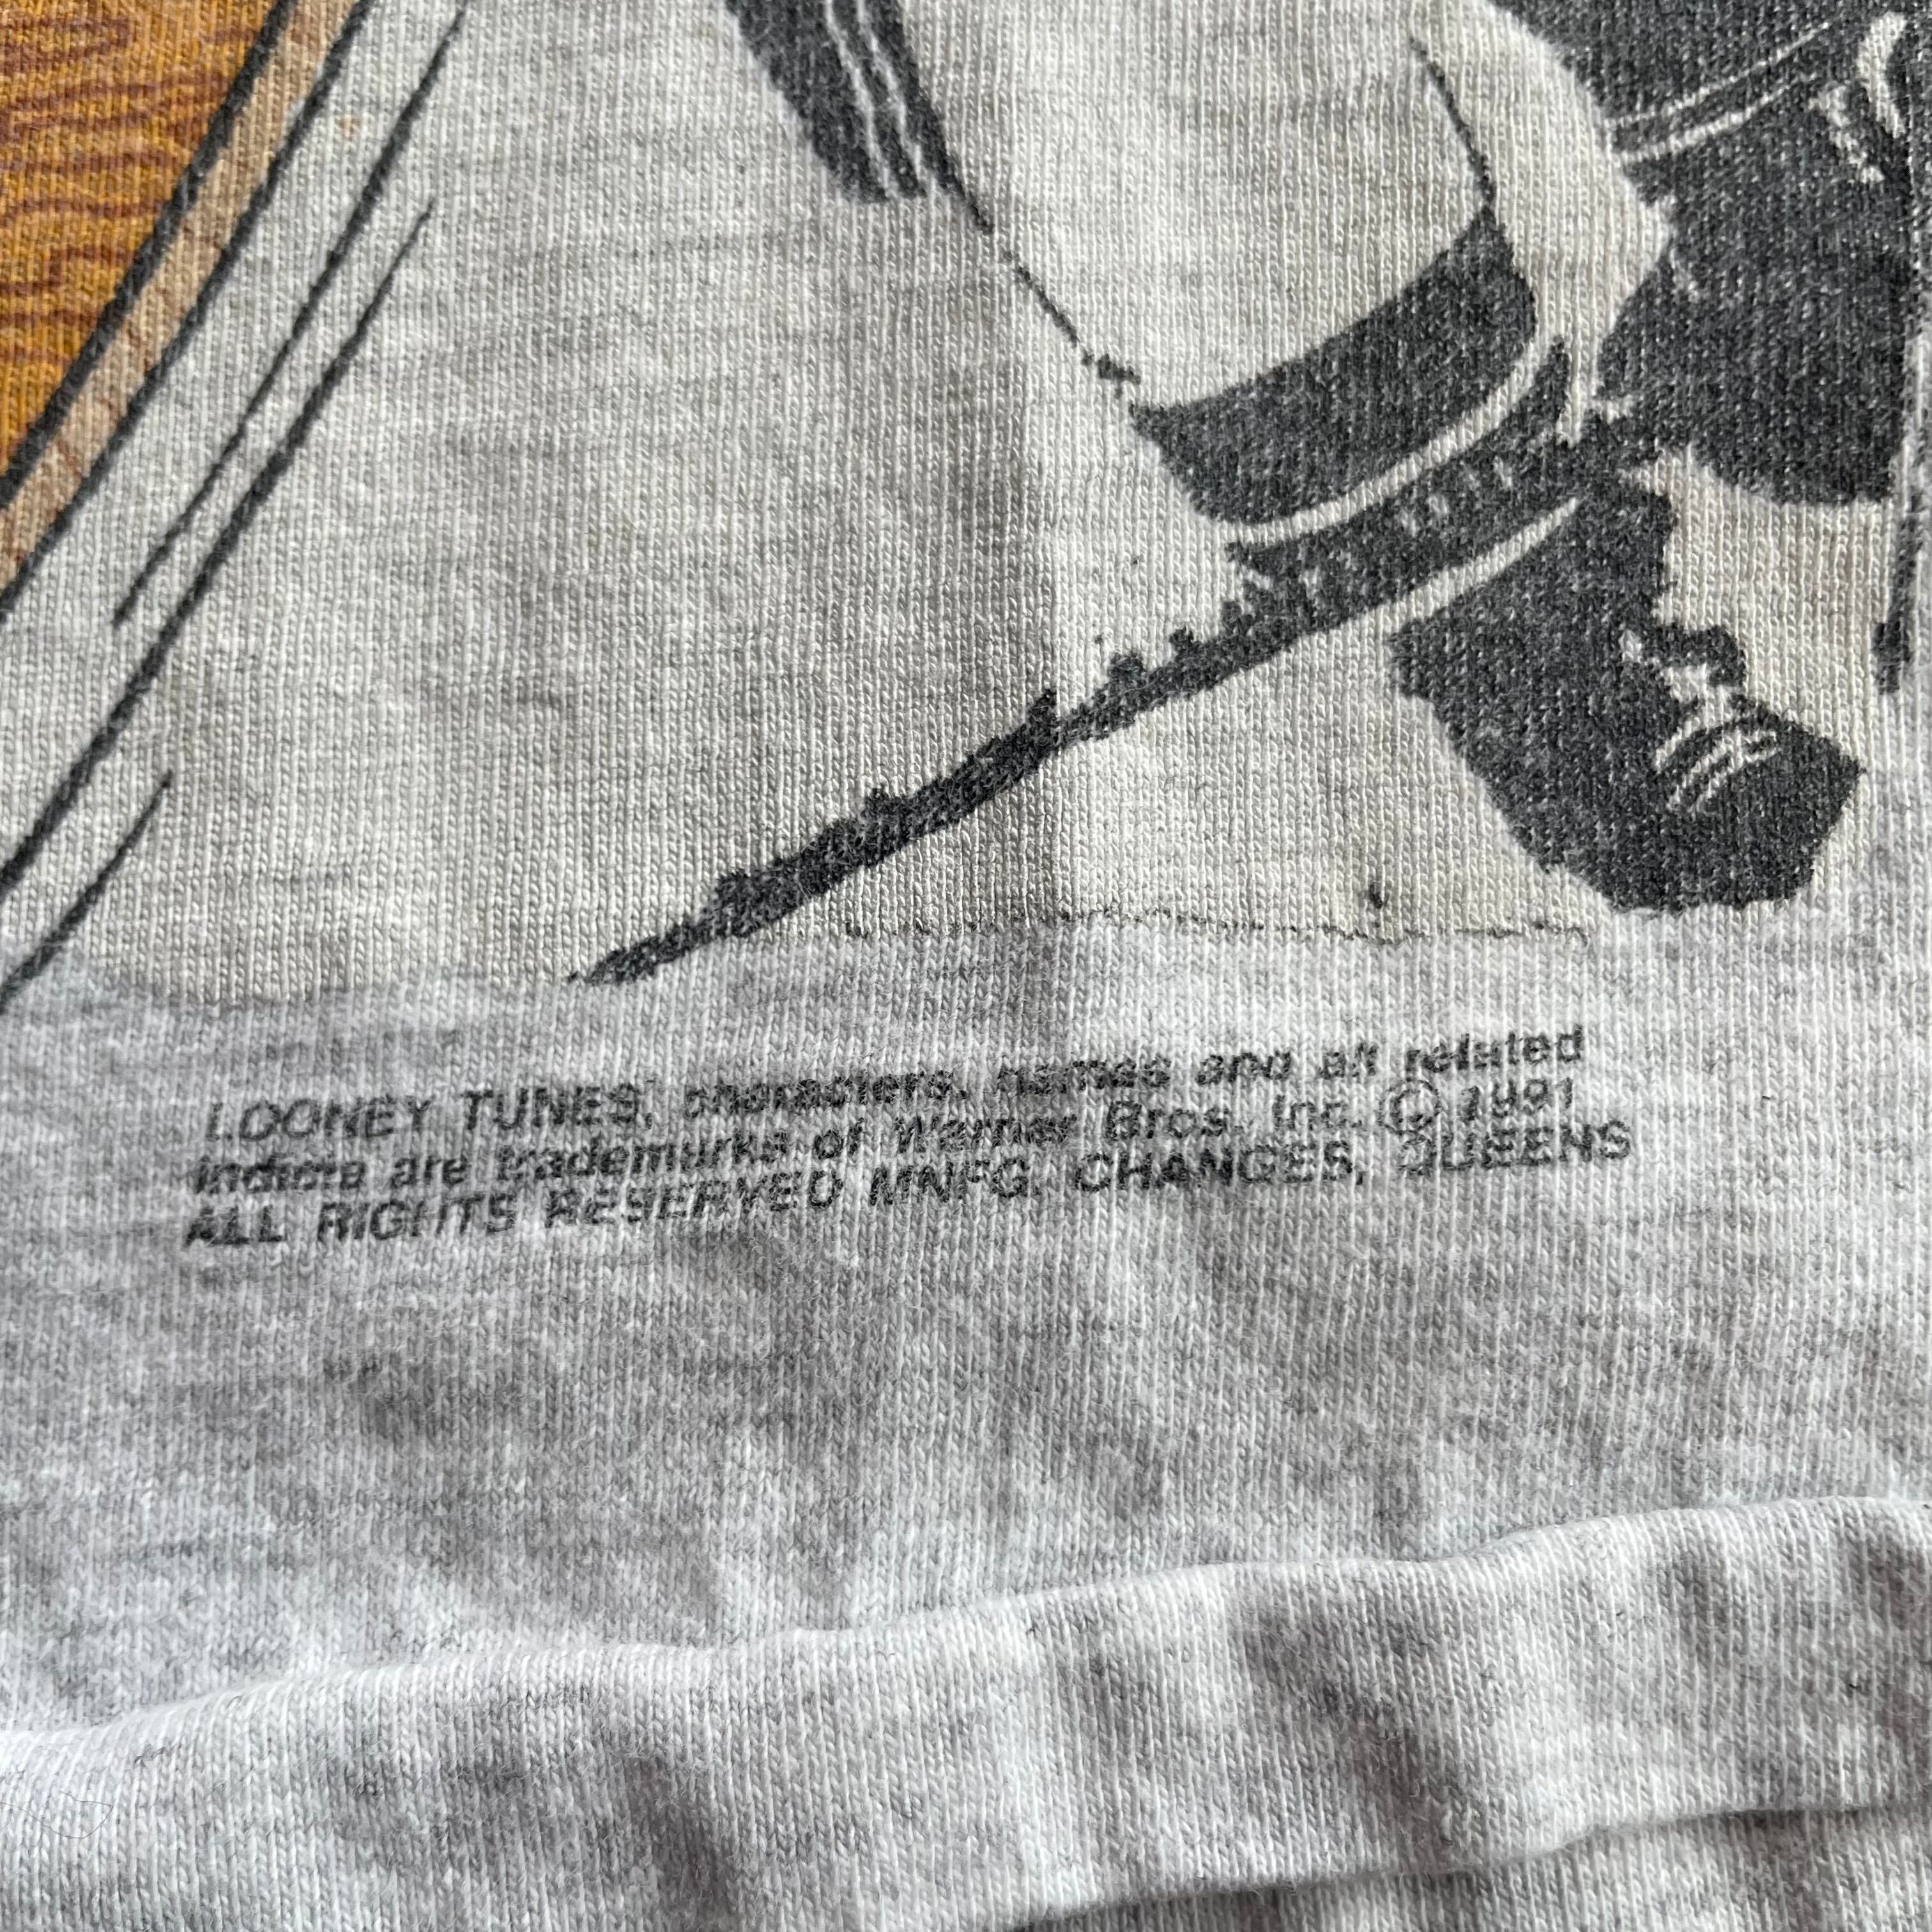 LOONEY TUNES, characters, names and all related
indicia are trademarks of Warner Bros. Inc. © 1991
ALL RIGHTS RESERVED MNFG. CHANGES, QUEENS